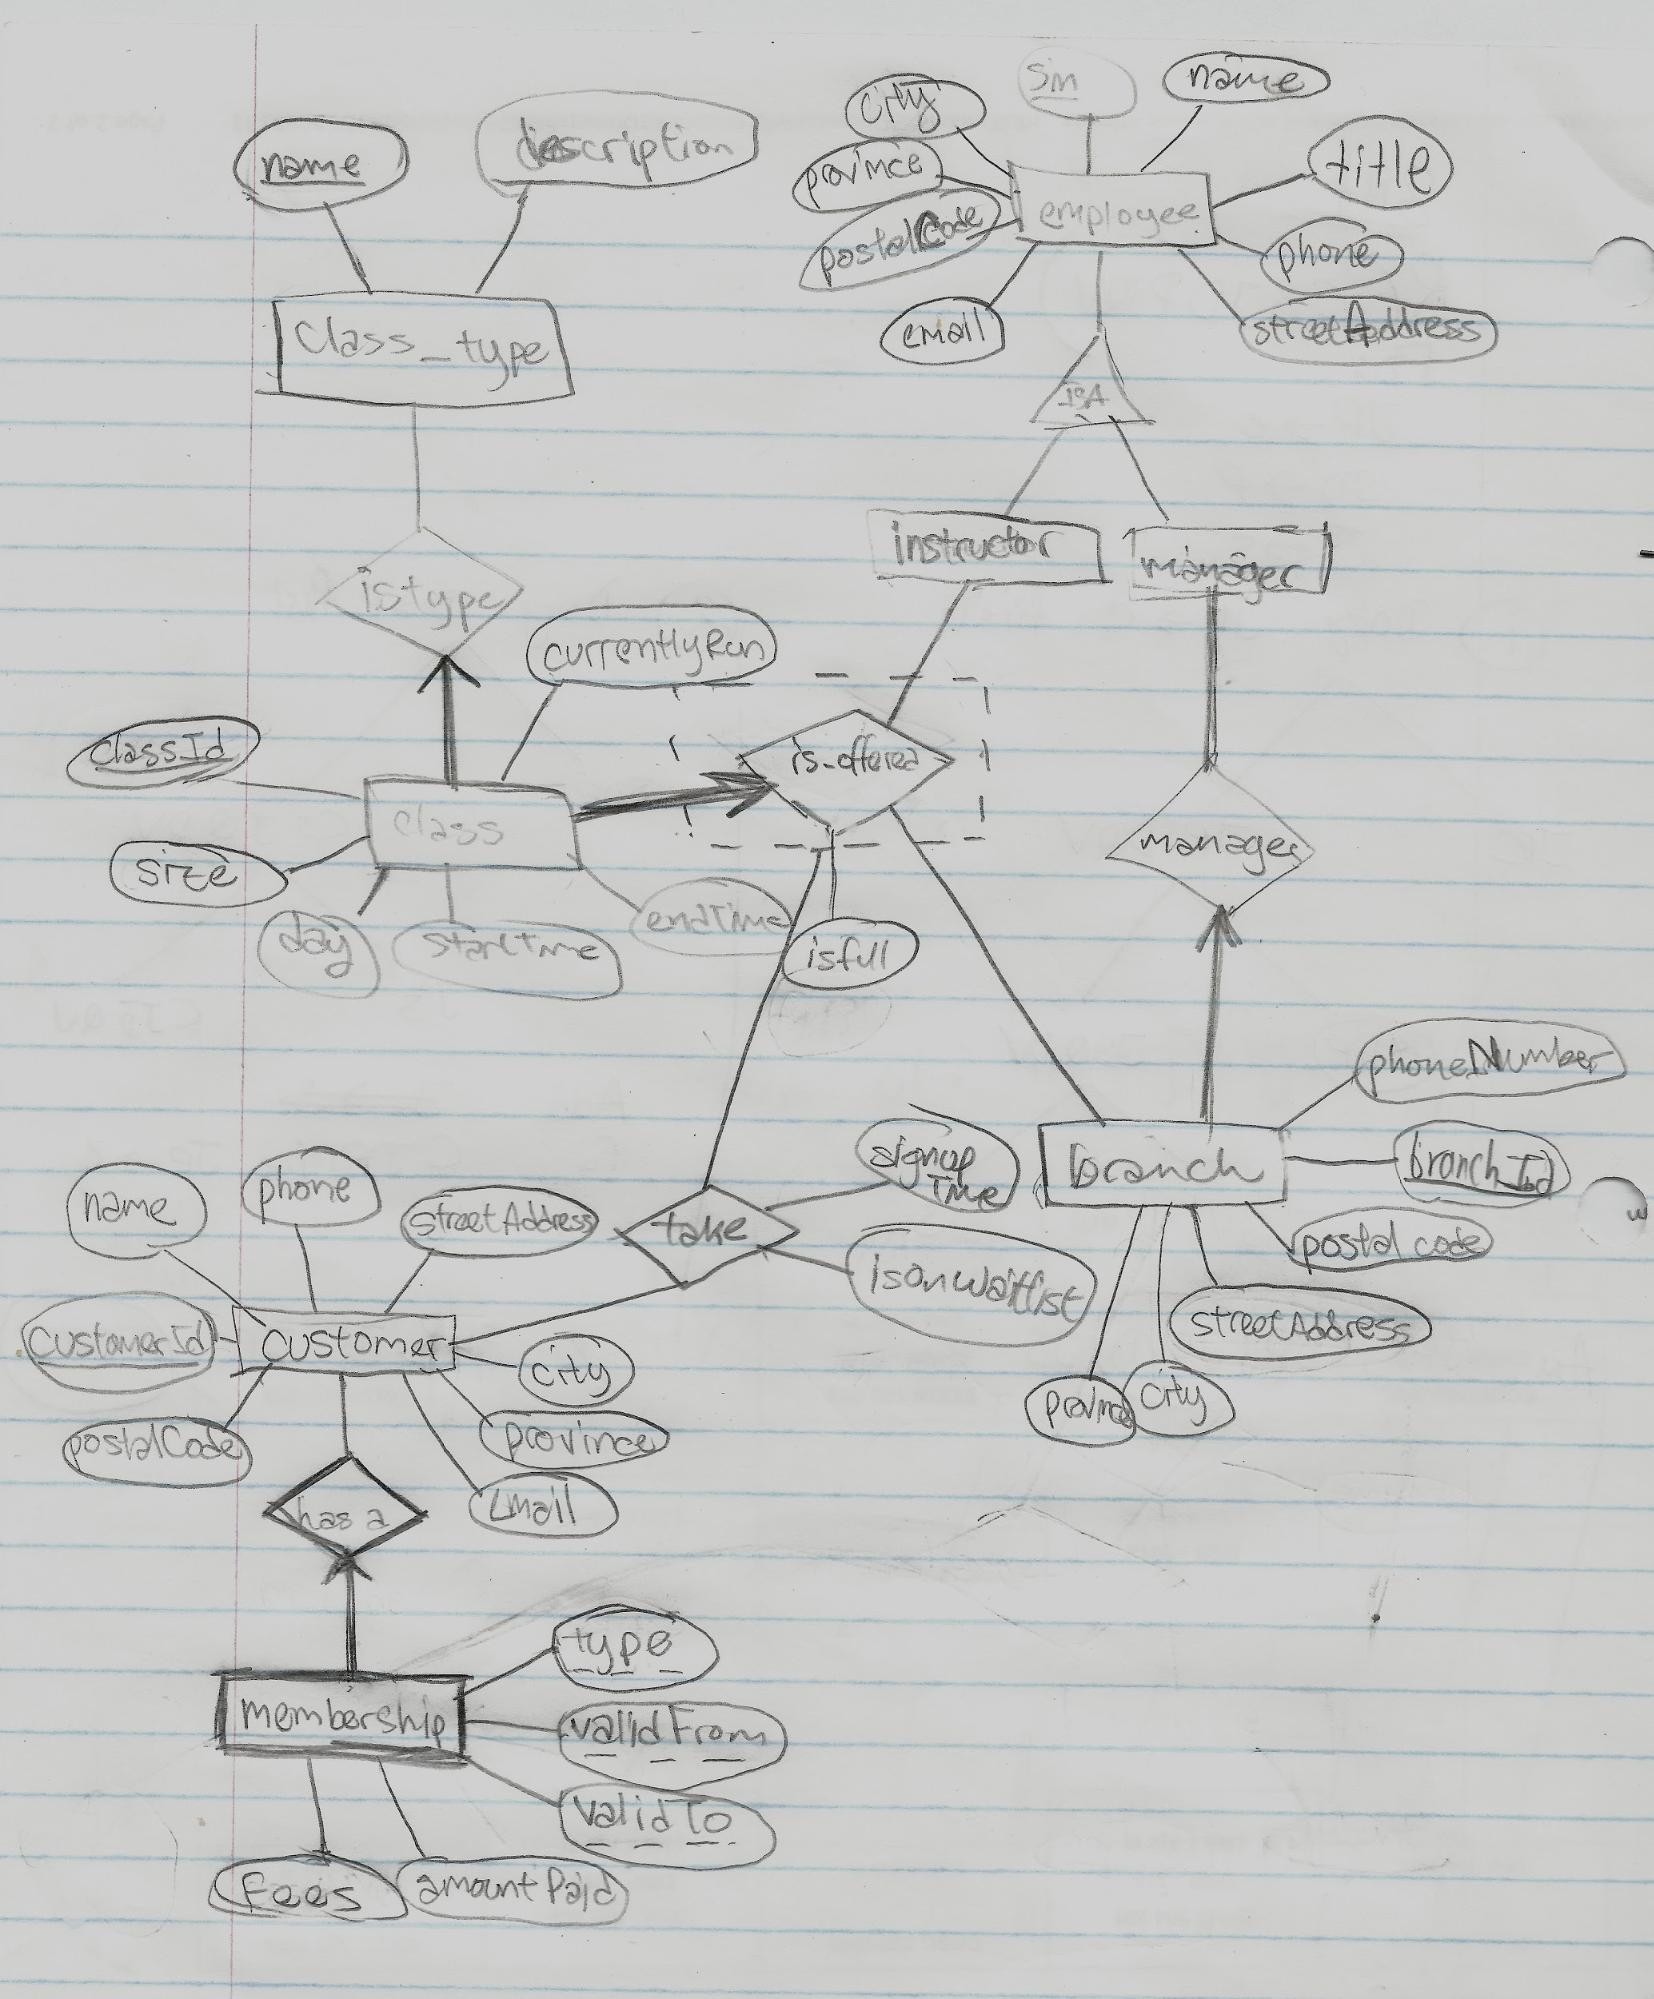 sin
name
city
name
description
title
province
employee
postalCode
phone
email
streetAddress
Class_type
ISA
instructor
manager
istype
currentlyRun
classId
is_offered
class
manager
size
day
startTime
endTime
isfull
phoneNumber
signup
Time
branch
branch_Id
name
phone
streetAddress
take
postal code
isOnWaitlist
streetAddress
customerId
customer
city
province
city
postalCode
province
Email
has a
type
membership
validFrom
validTo
Fees
amountPaid